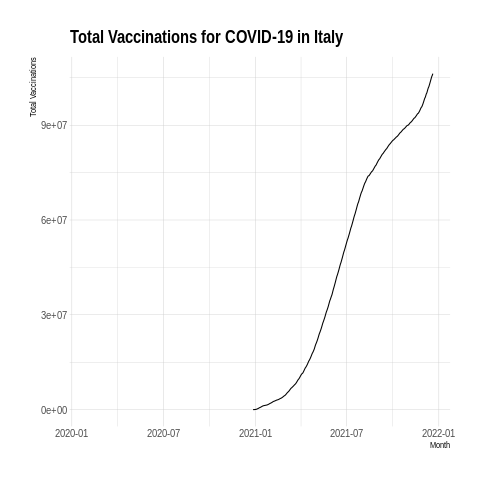 Total Vaccinations for COVID-19 in Italy
Total Vaccinations
9e+07
6e+07
3e+07
0e+00
2020-01 2020-07 2021-01 2021-07 2022-01
Month